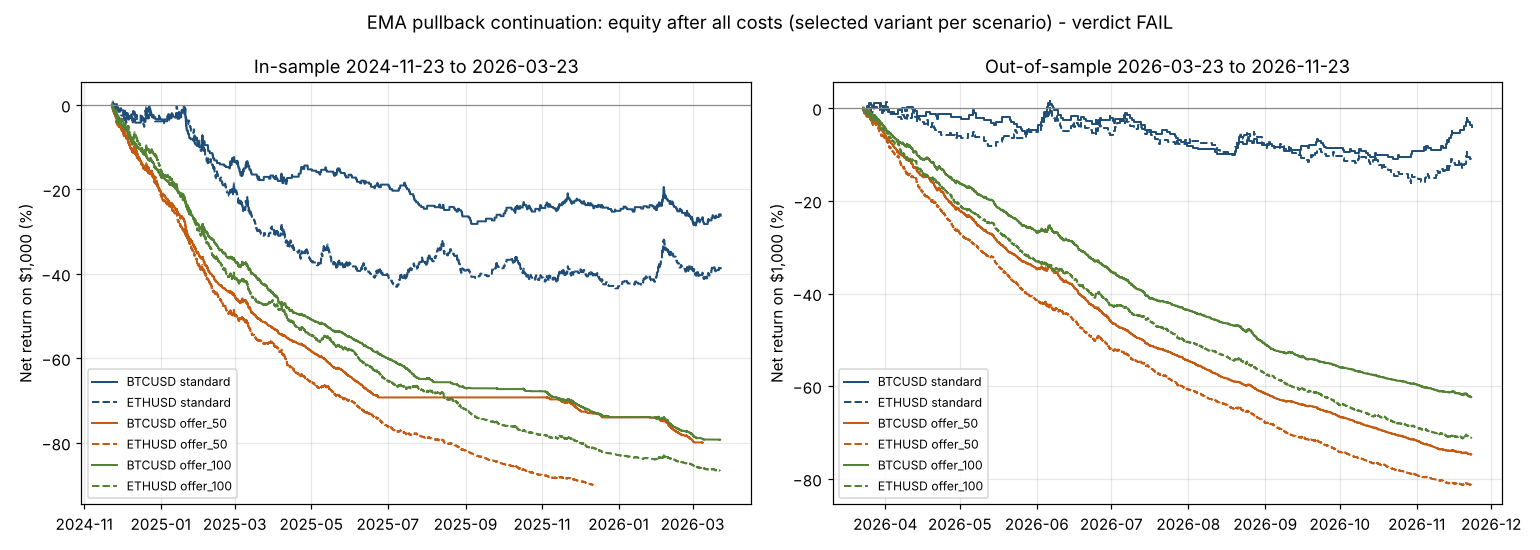 EMA pullback continuation: equity after all costs (selected variant per scenario) - verdict FAIL
In-sample 2024-11-23 to 2026-03-23
Net return on $1,000 (%)
0
−20
−40
−60
−80
BTCUSD standard
ETHUSD standard
BTCUSD offer_50
ETHUSD offer_50
BTCUSD offer_100
ETHUSD offer_100
2024-11 2025-01 2025-03 2025-05 2025-07 2025-09 2025-11 2026-01 2026-03
Out-of-sample 2026-03-23 to 2026-11-23
Net return on $1,000 (%)
0
−20
−40
−60
−80
BTCUSD standard
ETHUSD standard
BTCUSD offer_50
ETHUSD offer_50
BTCUSD offer_100
ETHUSD offer_100
2026-04 2026-05 2026-06 2026-07 2026-08 2026-09 2026-10 2026-11 2026-12